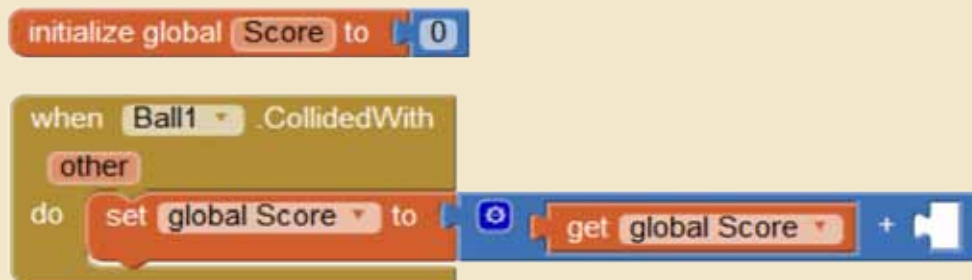 initialize global Score to 0
when Ball1 .CollidedWith
other
do set global Score to get global Score +